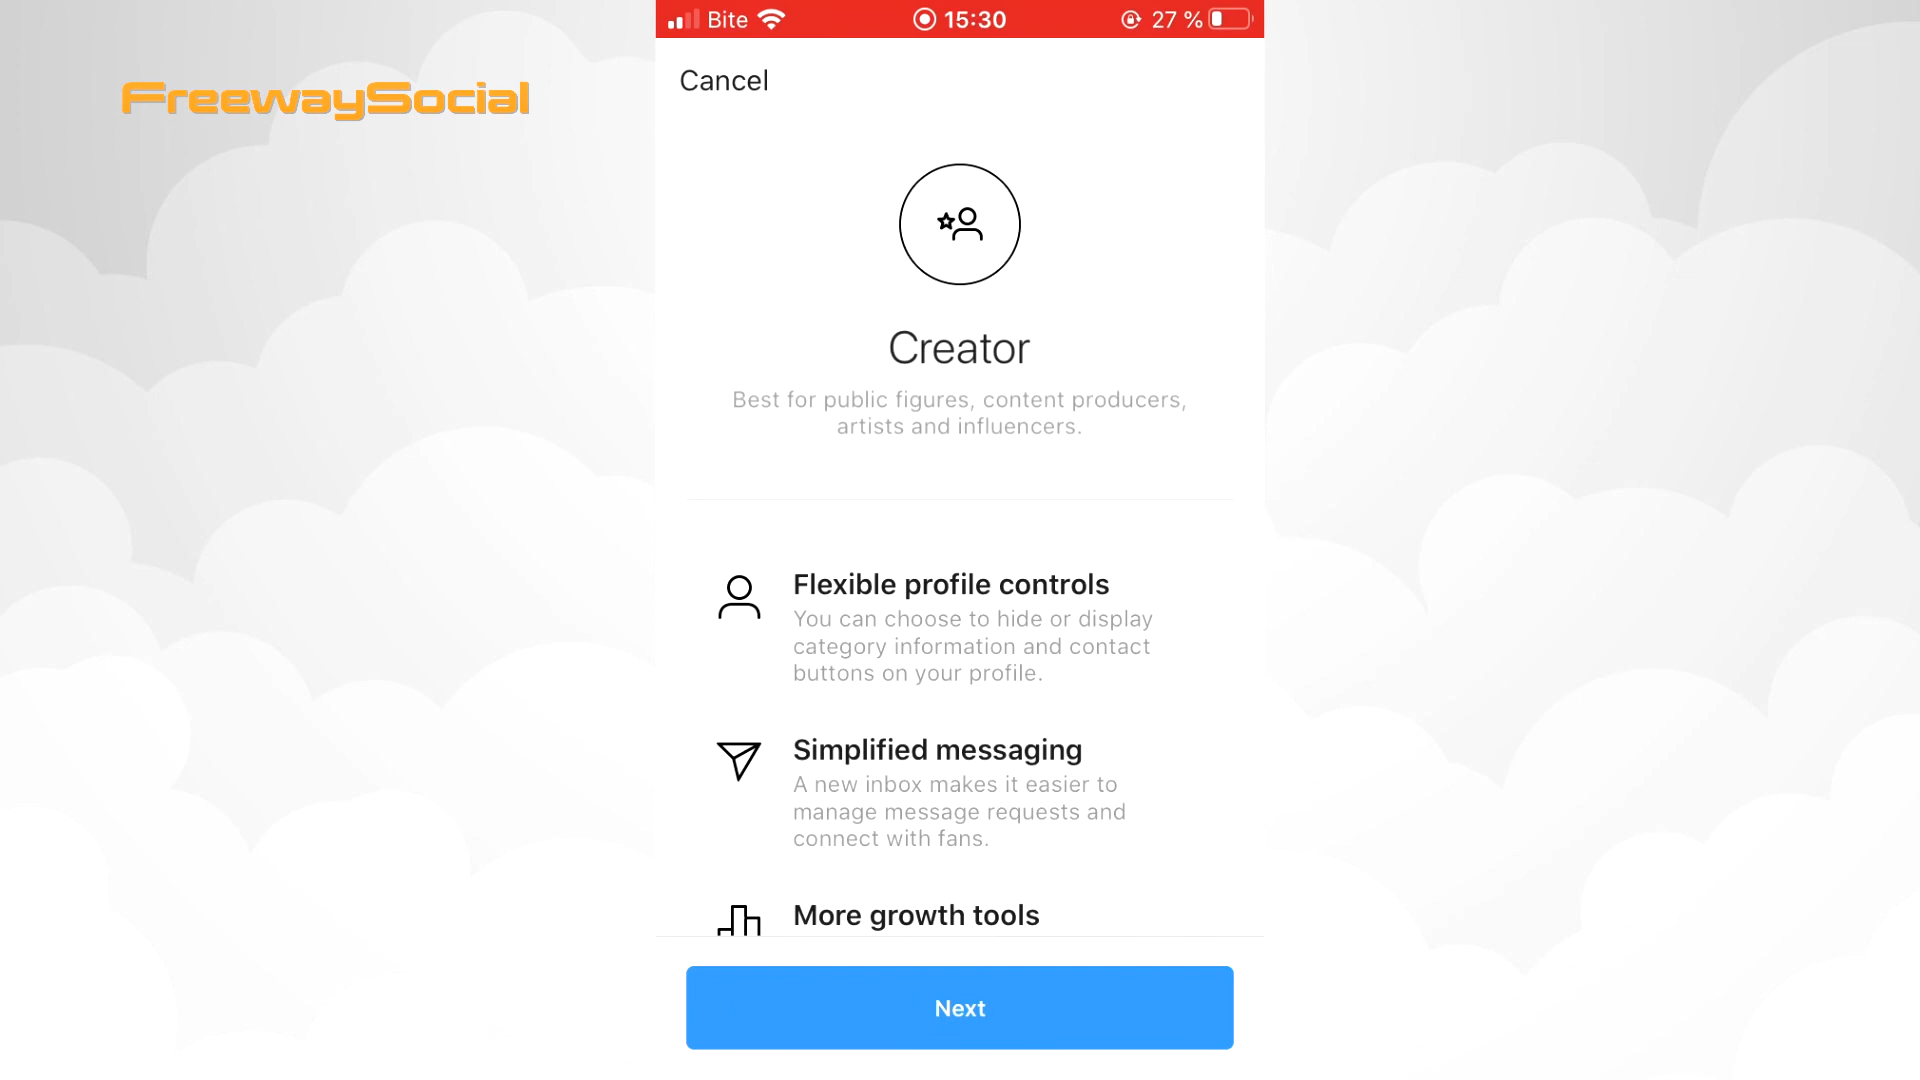 Bite
15:30
27 %
FreewaySocial
Cancel
Creator
Best for public figures, content producers,
artists and influencers.
Flexible profile controls
You can choose to hide or display
category information and contact
buttons on your profile.
Simplified messaging
A new inbox makes it easier to
manage message requests and
connect with fans.
More growth tools
Next